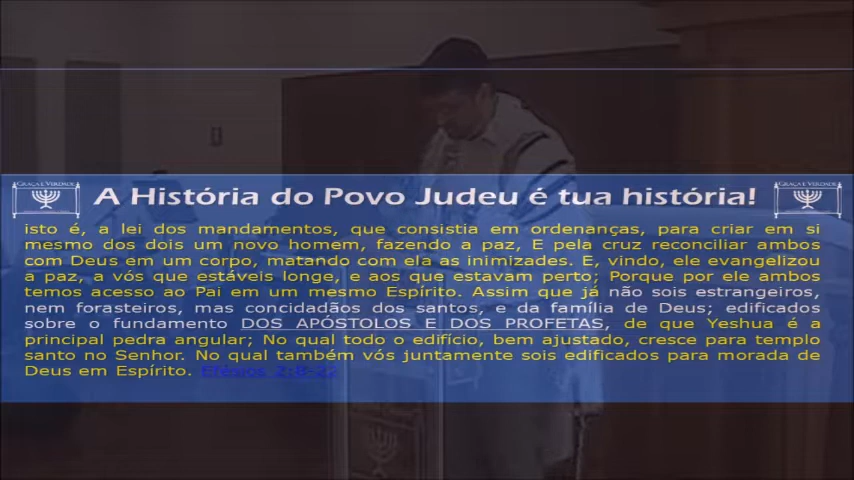 GRAÇA E VERDADE
A História do Povo Judeu é tua história!
GRAÇA E VERDADE
isto é, a lei dos mandamentos, que consistia em ordenanças, para criar em si
mesmo dos dois um novo homem, fazendo a paz, E pela cruz reconciliar ambos
com Deus em um corpo, matando com ela as inimizades. E, vindo, ele evangelizou
a paz, a vós que estáveis longe, e aos que estavam perto; Porque por ele ambos
temos acesso ao Pai em um mesmo Espírito. Assim que já não sois estrangeiros,
nem forasteiros, mas concidadãos dos santos, e da família de Deus; edificados
sobre o fundamento DOS APÓSTOLOS E DOS PROFETAS, de que Yeshua é a
principal pedra angular; No qual todo o edifício, bem ajustado, cresce para templo
santo no Senhor. No qual também vós juntamente sois edificados para morada de
Deus em Espírito. Efésios 2:8-22